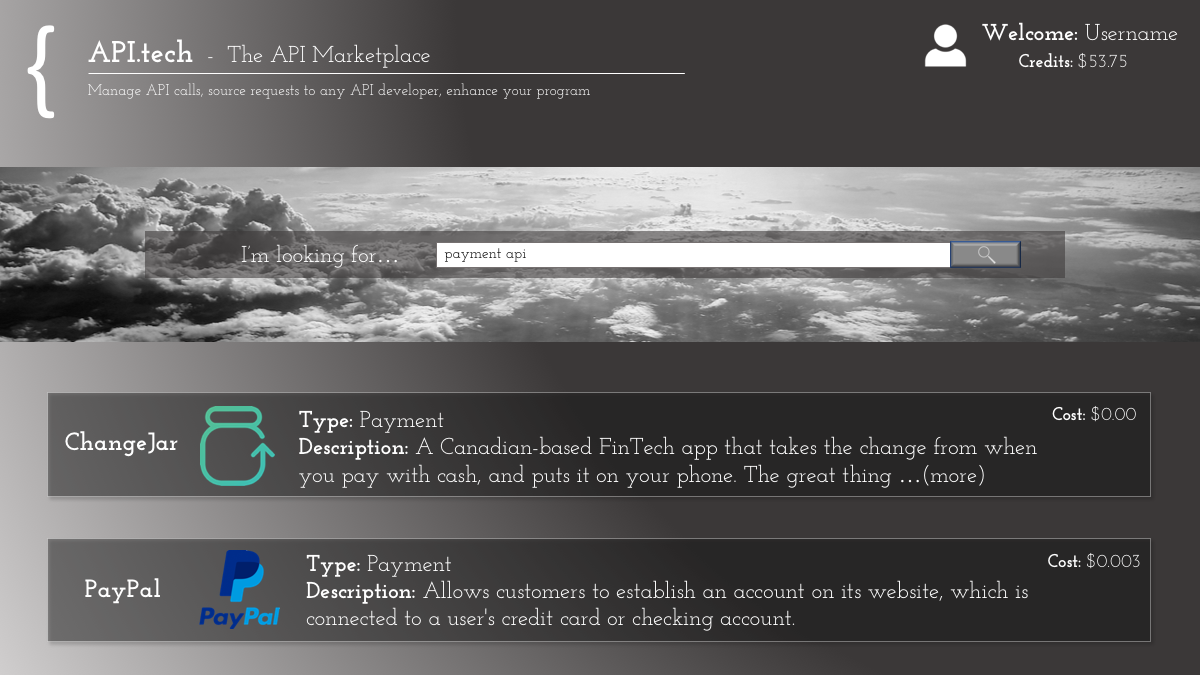 {
API.tech - The API Marketplace
Manage API calls, source requests to any API developer, enhance your program
Welcome: Username
Credits: $53.75
I'm looking for...
payment api
ChangeJar
Type: Payment
Description: A Canadian-based FinTech app that takes the change from when
you pay with cash, and puts it on your phone. The great thing ...(more)
Cost: $0.00
PayPal
PayPal
Type: Payment
Description: Allows customers to establish an account on its website, which is
connected to a user's credit card or checking account.
Cost: $0.003